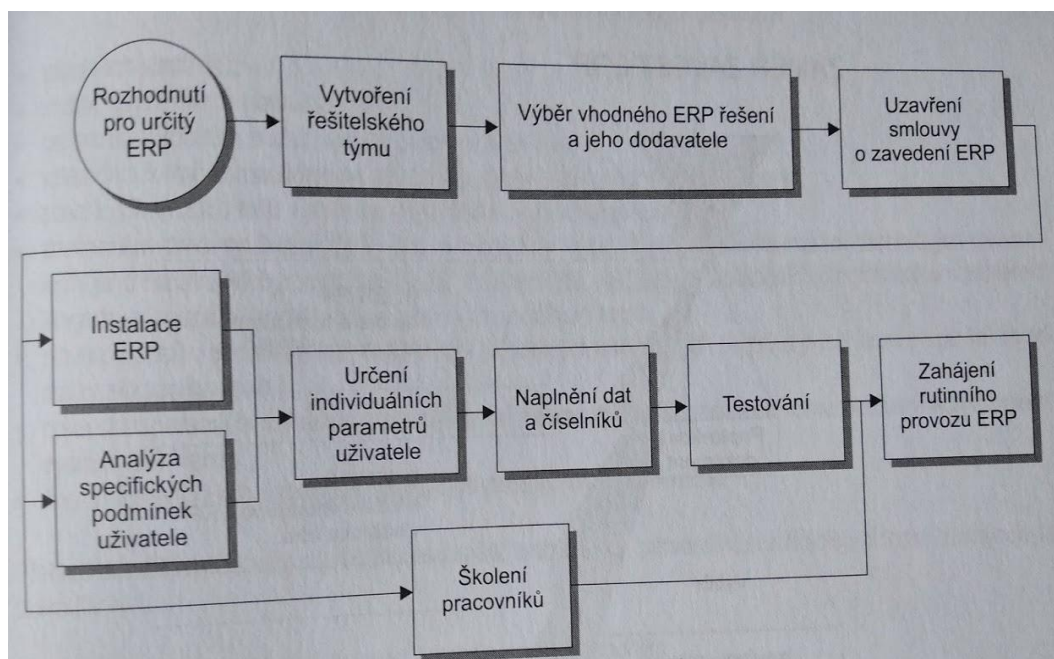 Rozhodnutí
pro určitý
ERP
Vytvoření
řešitelského
týmu
Výběr vhodného ERP řešení
a jeho dodavatele
Uzavření
smlouvy
o zavedení ERP
Instalace
ERP
Analýza
specifických
podmínek
uživatele
Určení
individuálních
parametrů
uživatele
Naplnění dat
a číselníků
Testování
Zahájení
rutinního
provozu ERP
Školení
pracovníků